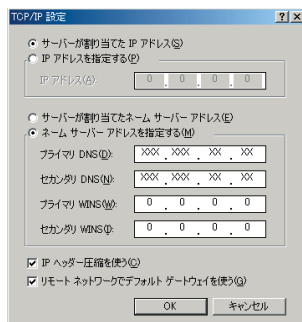 TCP/IP 設定
サーバーが割り当てた IP アドレス(S)
IP アドレスを指定する(P)
IP アドレス(A): 0 . 0 . 0 . 0
サーバーが割り当てたネーム サーバー アドレス(E)
ネーム サーバー アドレスを指定する(M)
プライマリ DNS(D): XXX . XXX . XX . XX
セカンダリ DNS(N): XXX . XXX . XX . XX
プライマリ WINS(W): 0 . 0 . 0 . 0
セカンダリ WINS(I): 0 . 0 . 0 . 0
IP ヘッダー圧縮を使う(C)
リモート ネットワークでデフォルト ゲートウェイを使う(G)
OK キャンセル